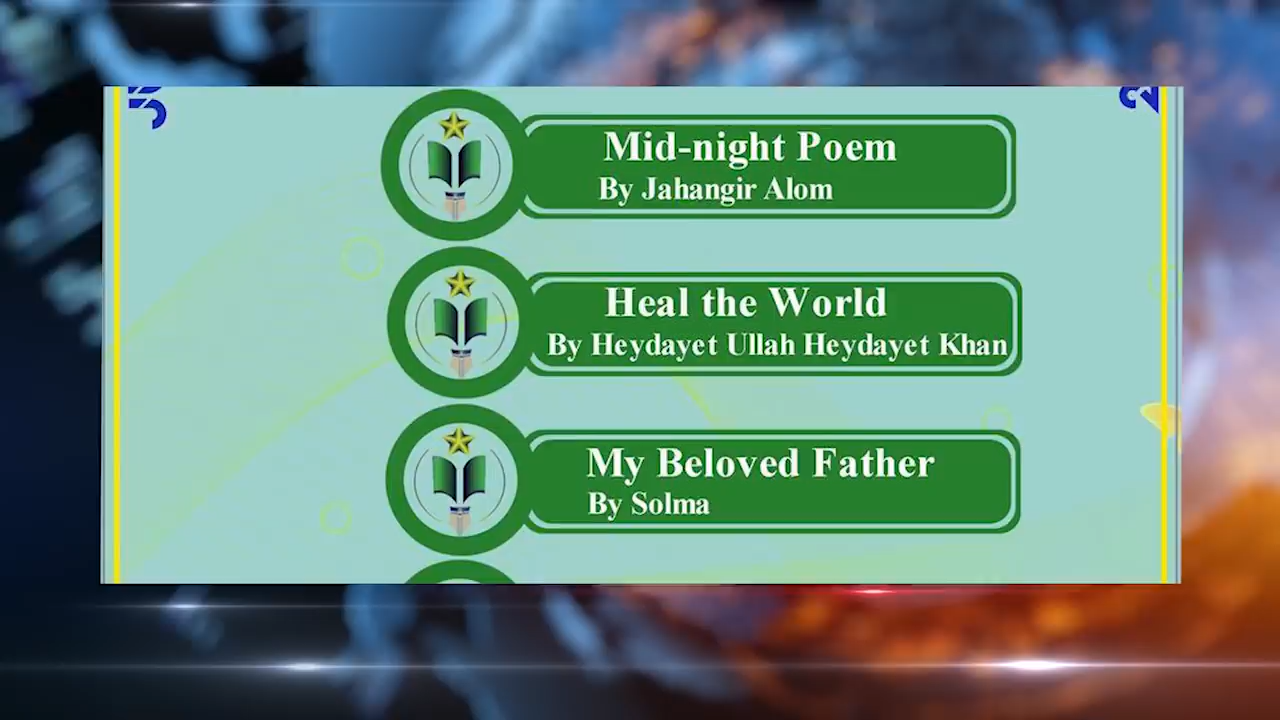 Mid-night Poem
By Jahangir Alom
Heal the World
By Heydayet Ullah Heydayet Khan
My Beloved Father
By Solma